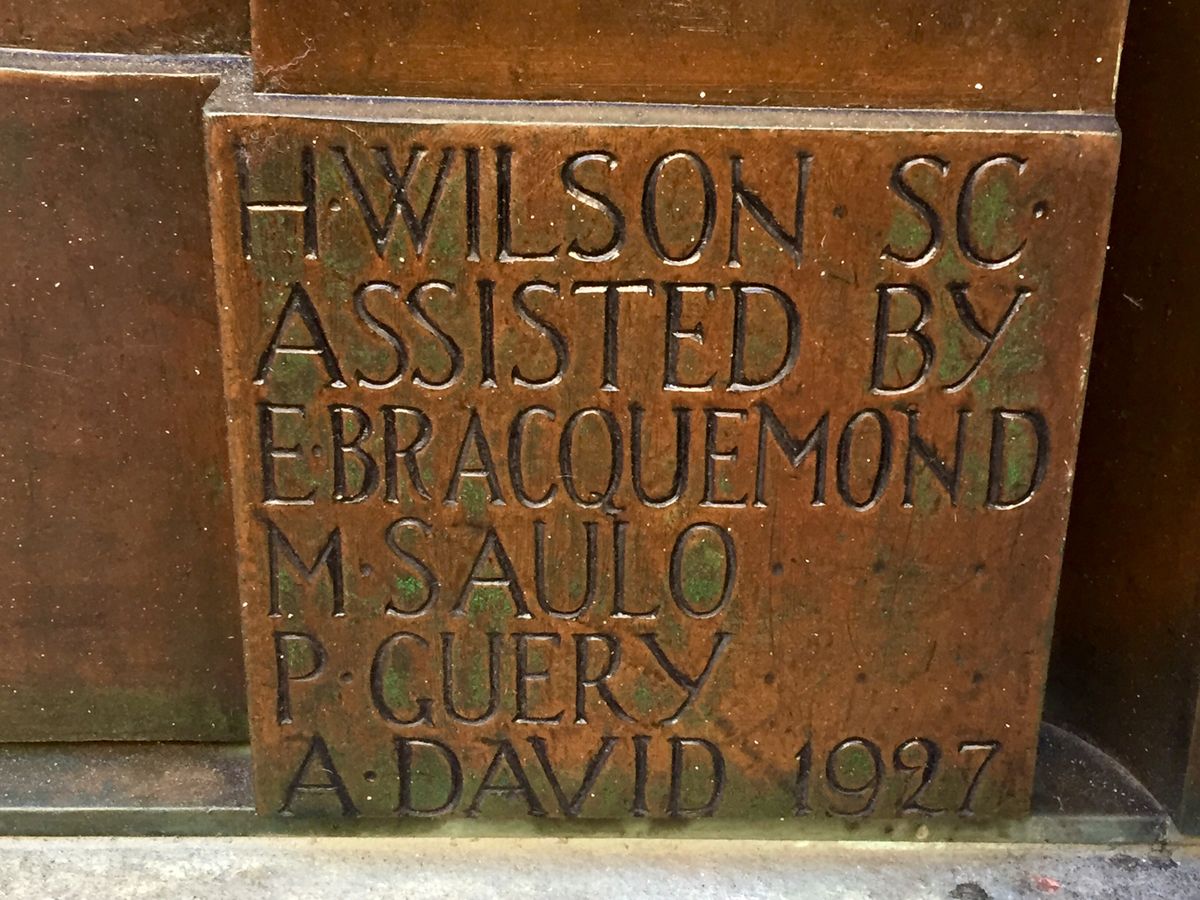 H·WILSON SC·
ASSISTED BY
E·BRACQUEMOND
M·SAULO
P·GUERY
A·DAVID 1927